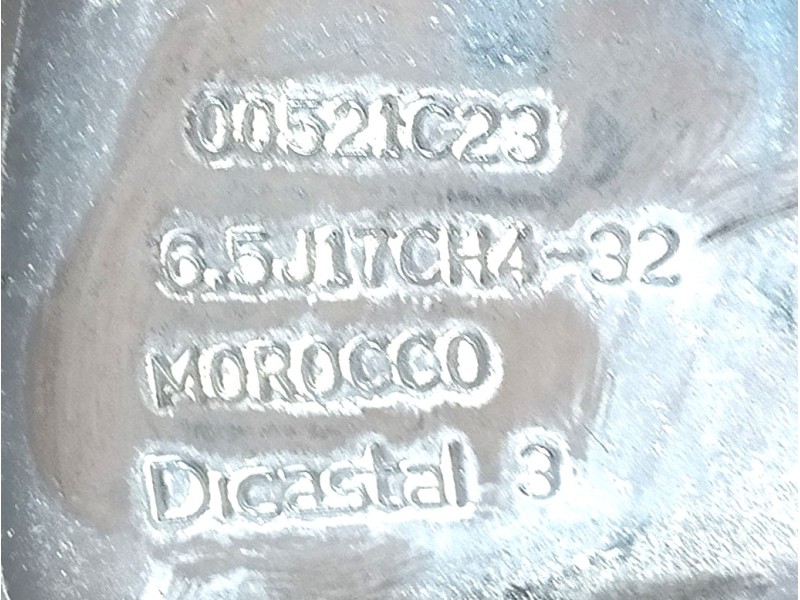 00521C23
6.5J17CH4-32
MOROCCO
Dicastal 3